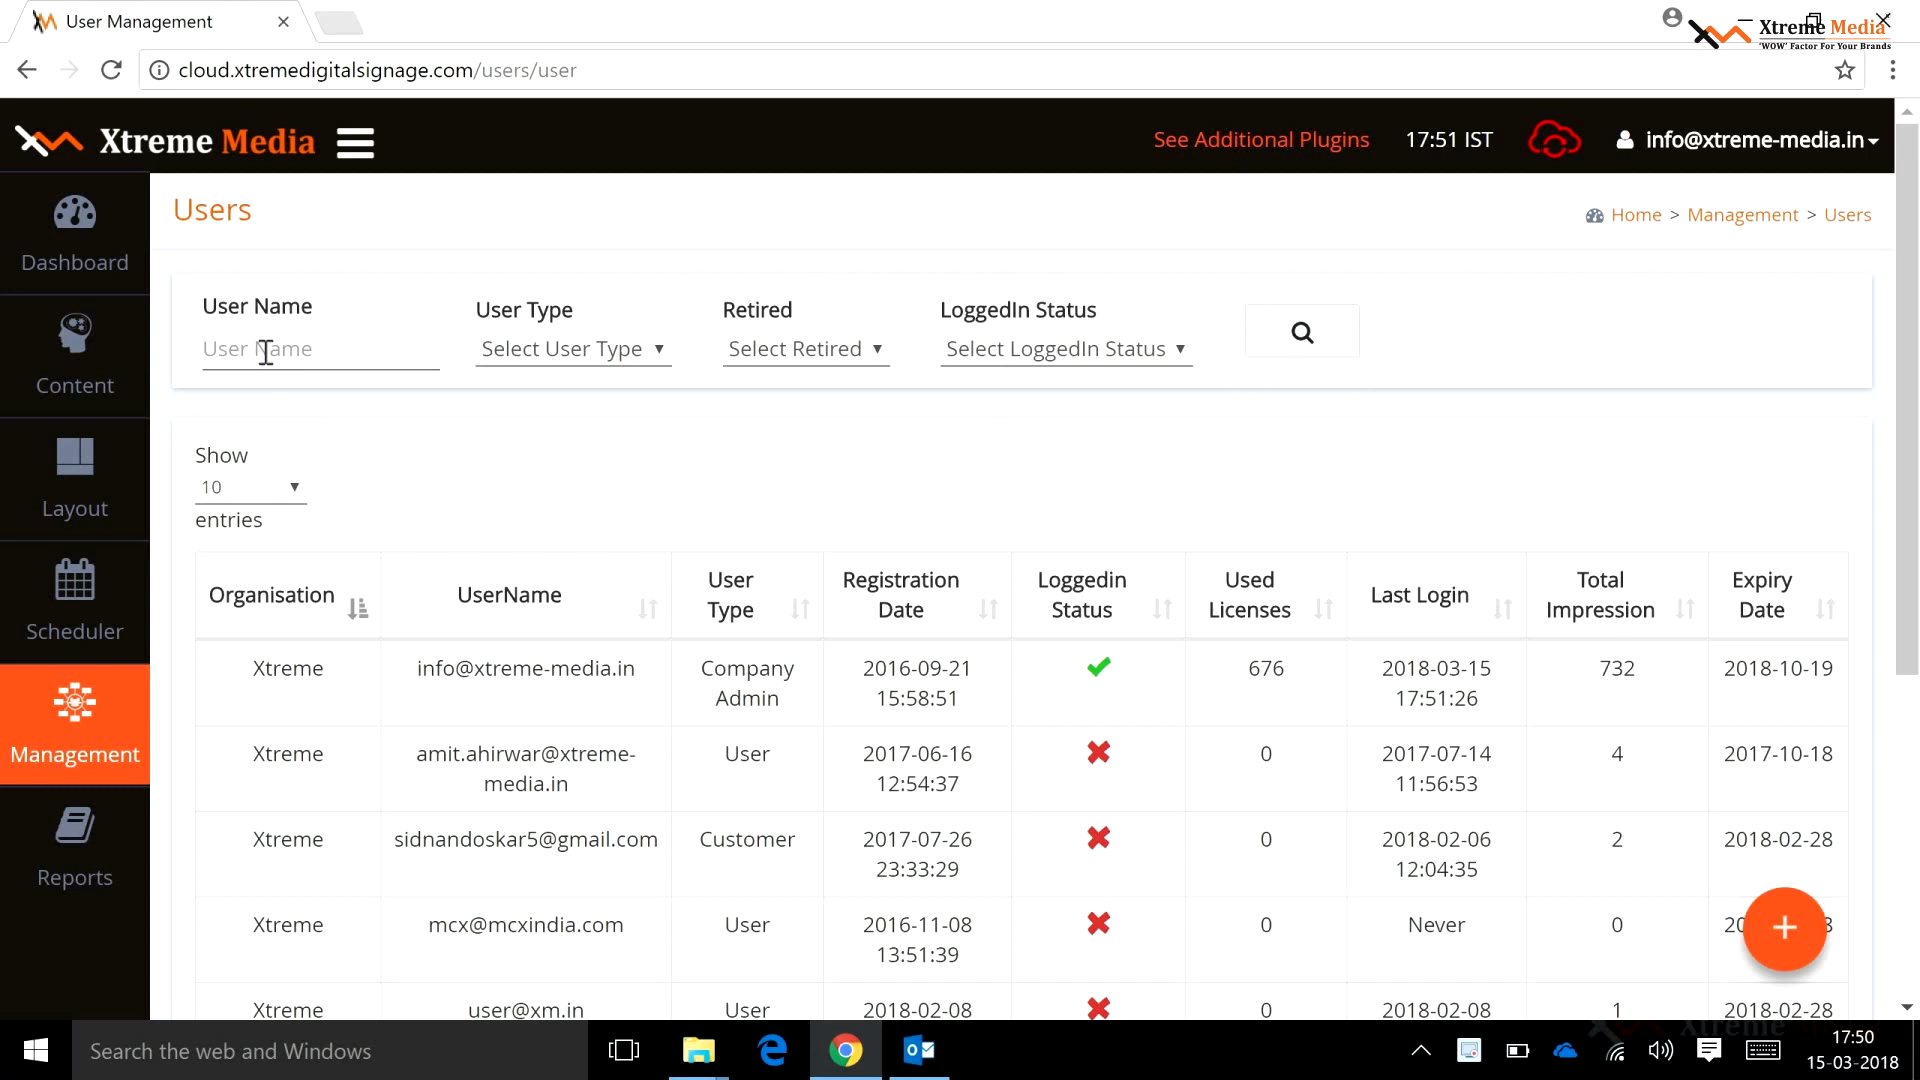 User Management
Xtreme Media
'WOW' Factor For Your Brands
cloud.xtremedigitalsignage.com/users/user
Xtreme Media
See Additional Plugins
17:51 IST
info@xtreme-media.in
Dashboard
Content
Layout
Scheduler
Management
Reports
Users
Home > Management > Users
User Name
User Type
Retired
LoggedIn Status
User Name
Select User Type
Select Retired
Select LoggedIn Status
Show
10
entries
Organisation UserName User Type Registration Date Loggedin Status Used Licenses Last Login Total Impression Expiry Date
Xtreme info@xtreme-media.in Company Admin 2016-09-21 15:58:51 676 2018-03-15 17:51:26 732 2018-10-19
Xtreme amit.ahirwar@xtreme-media.in User 2017-06-16 12:54:37 0 2017-07-14 11:56:53 4 2017-10-18
Xtreme sidnandoskar5@gmail.com Customer 2017-07-26 23:33:29 0 2018-02-06 12:04:35 2 2018-02-28
Xtreme mcx@mcxindia.com User 2016-11-08 13:51:39 0 Never 0
Xtreme user@xm.in User 2018-02-08 0 2018-02-08 1 2018-02-28
Search the web and Windows
17:50
15-03-2018